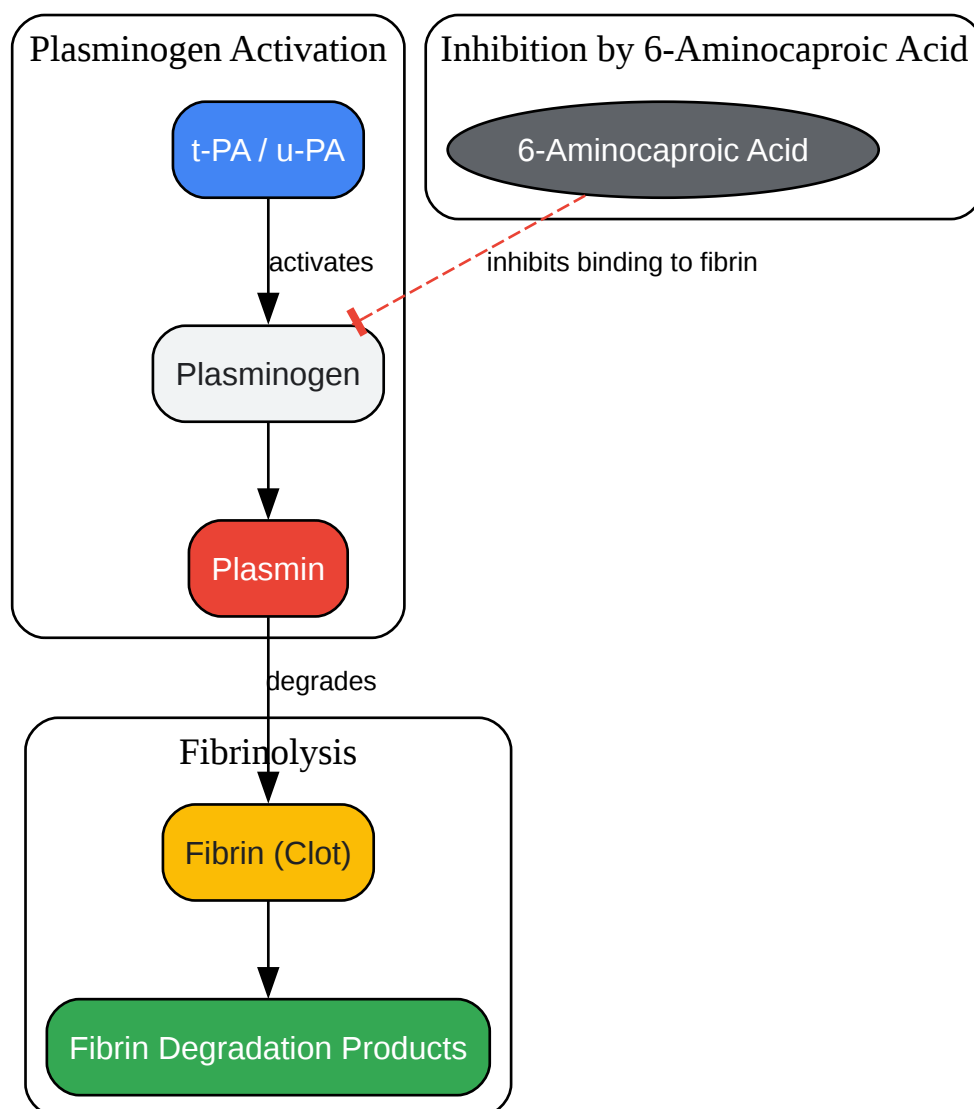 Plasminogen Activation
Inhibition by 6-Aminocaproic Acid
t-PA / u-PA
6-Aminocaproic Acid
activates
inhibits binding to fibrin
Plasminogen
Plasmin
degrades
Fibrinolysis
Fibrin (Clot)
Fibrin Degradation Products